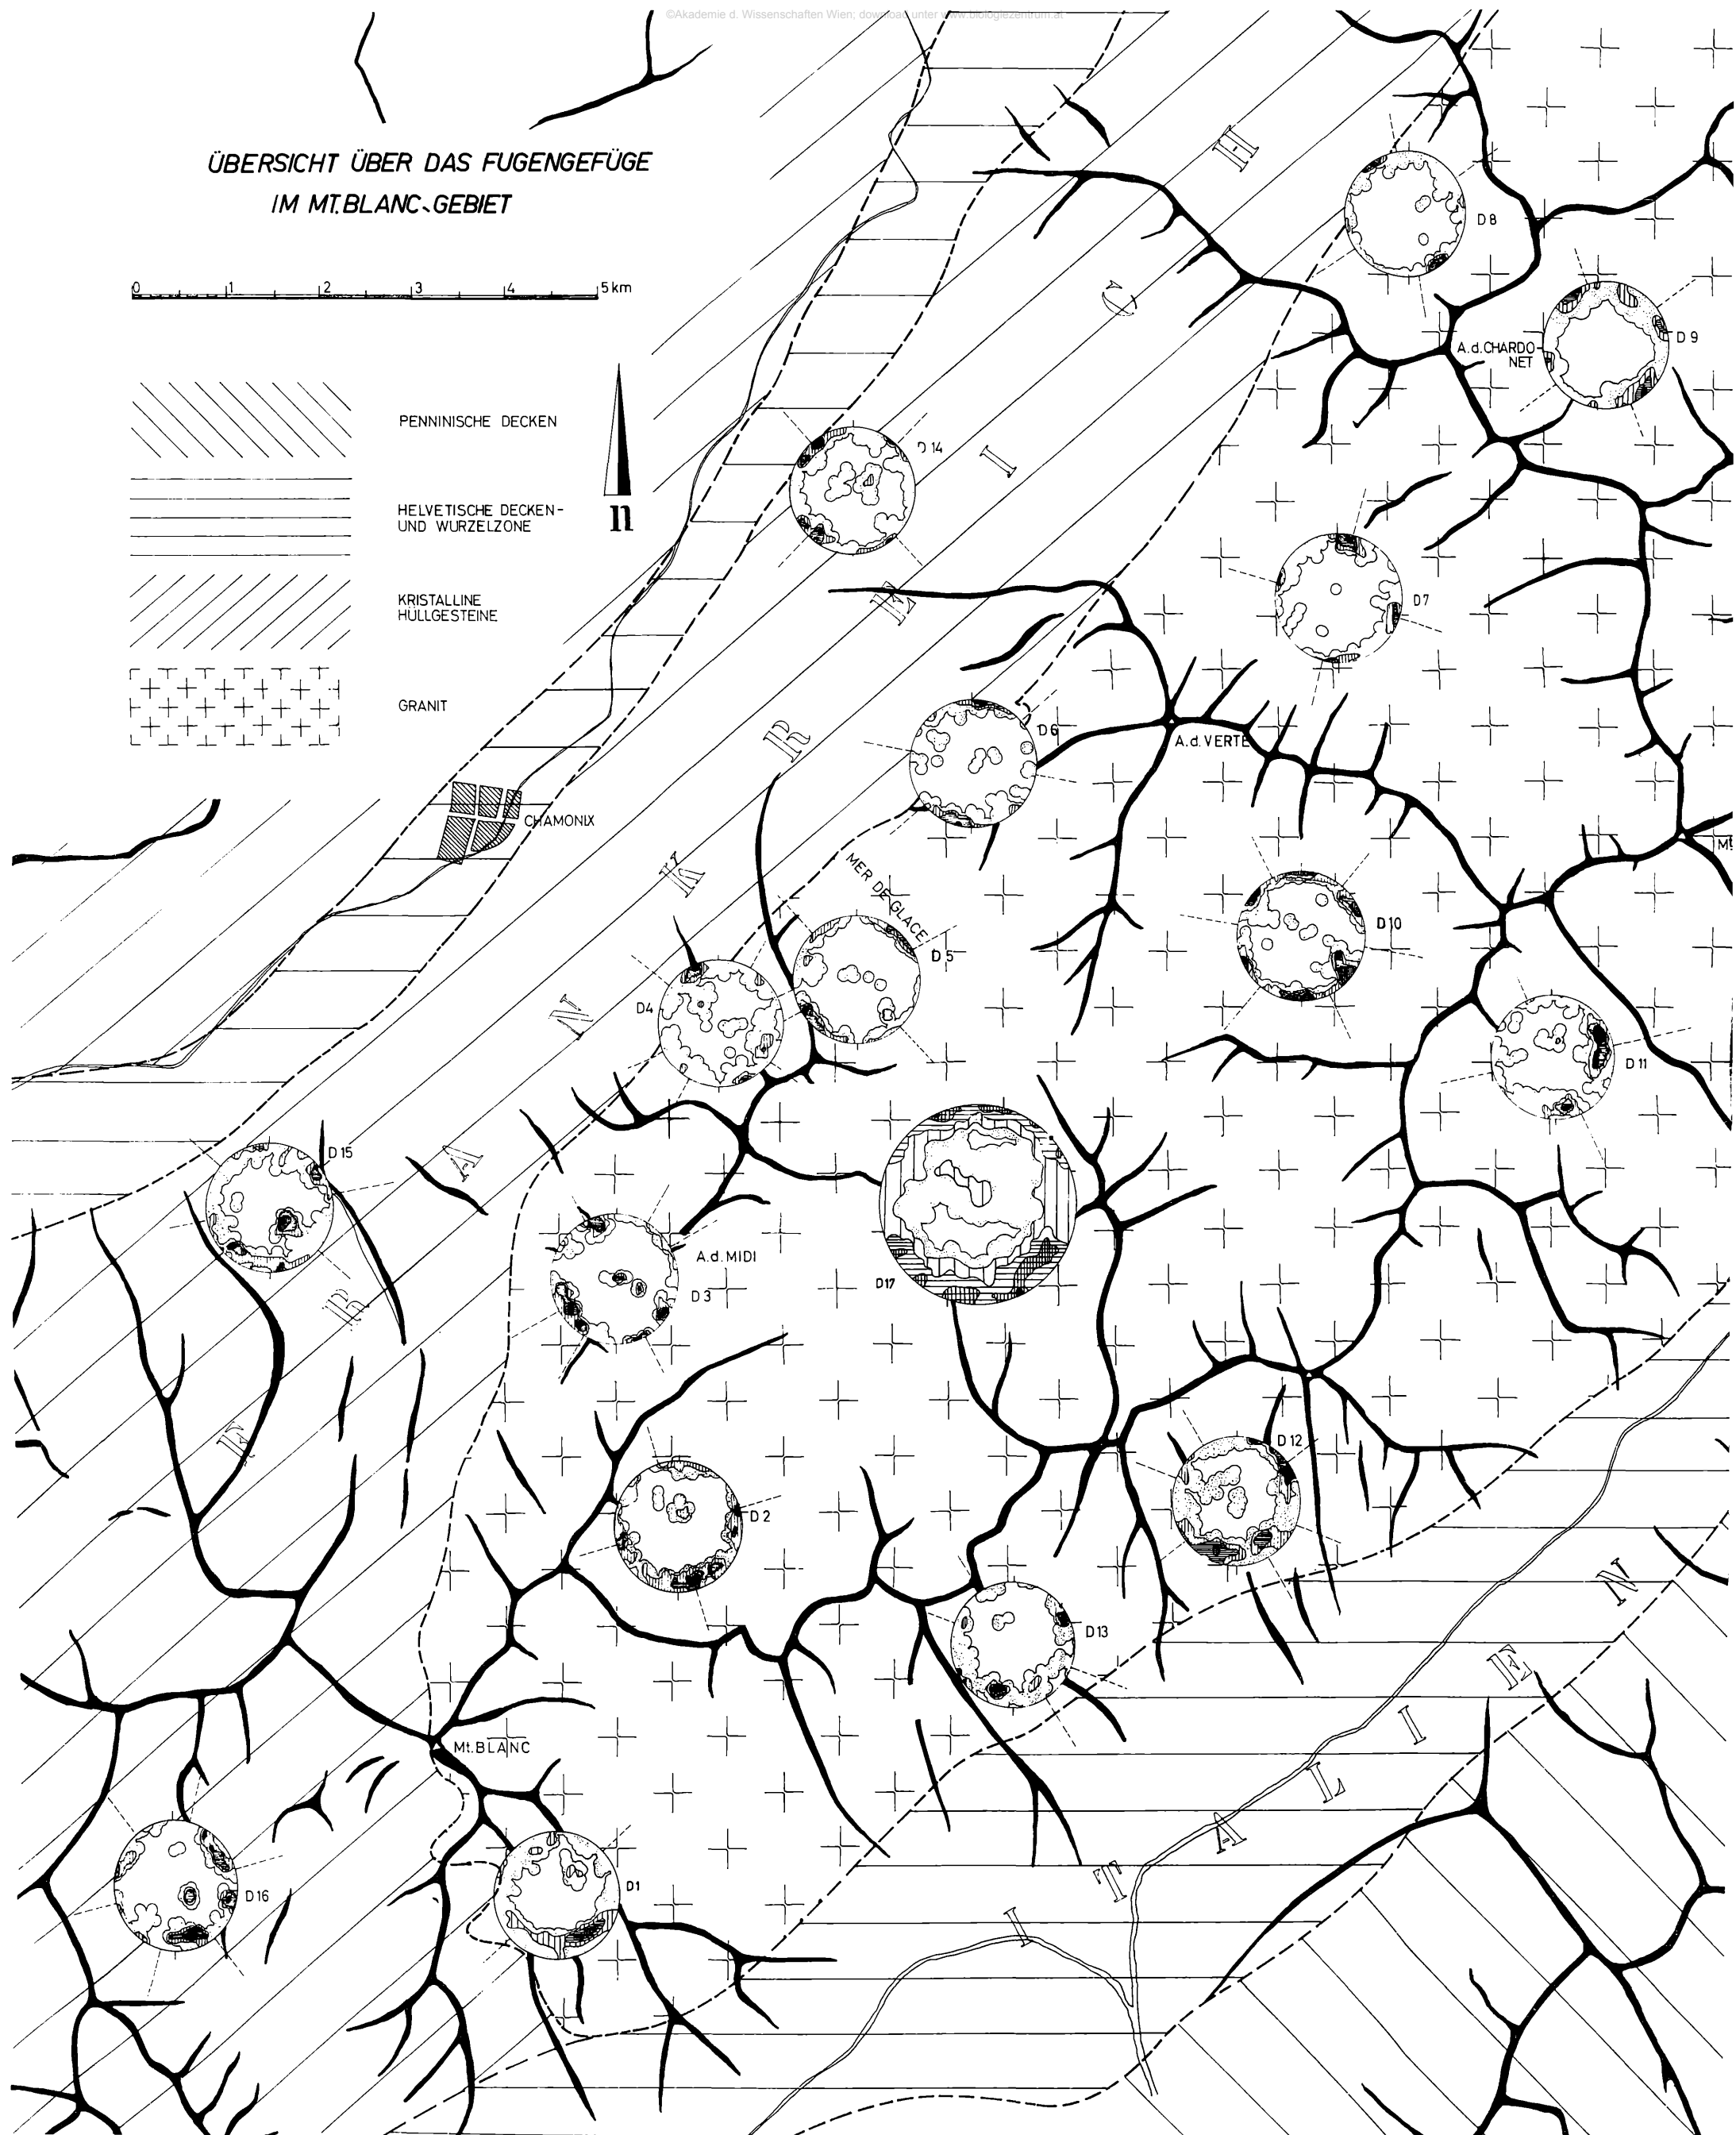 ©Akademie d. Wissenschaften Wien; download unter www.biologiezentrum.at
ÜBERSICHT ÜBER DAS FUGENGEFÜGE
IM MT.BLANC-GEBIET
0 1 2 3 4 5 km
PENNINISCHE DECKEN
HELVETISCHE DECKEN-
UND WURZELZONE
n
KRISTALLINE
HÜLLGESTEINE
GRANIT
CHAMONIX
FRANKREICH
D8
D9
A.d.CHARDO-
NET
D14
D7
D6
A.d.VERTE
MER DE GLACE
D5
D4
D10
D11
D15
A.d.MIDI
D3
D17
D12
D2
D13
Mt.BLANC
D16
D1
ITALIEN